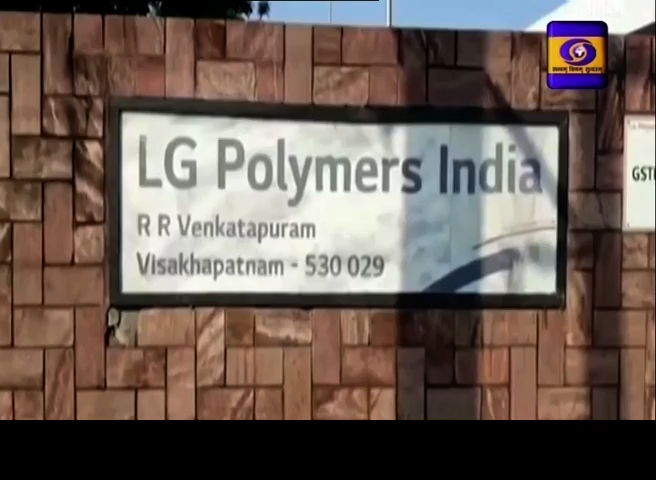 LG Polymers India
R R Venkatapuram
Visakhapatnam - 530 029
GST